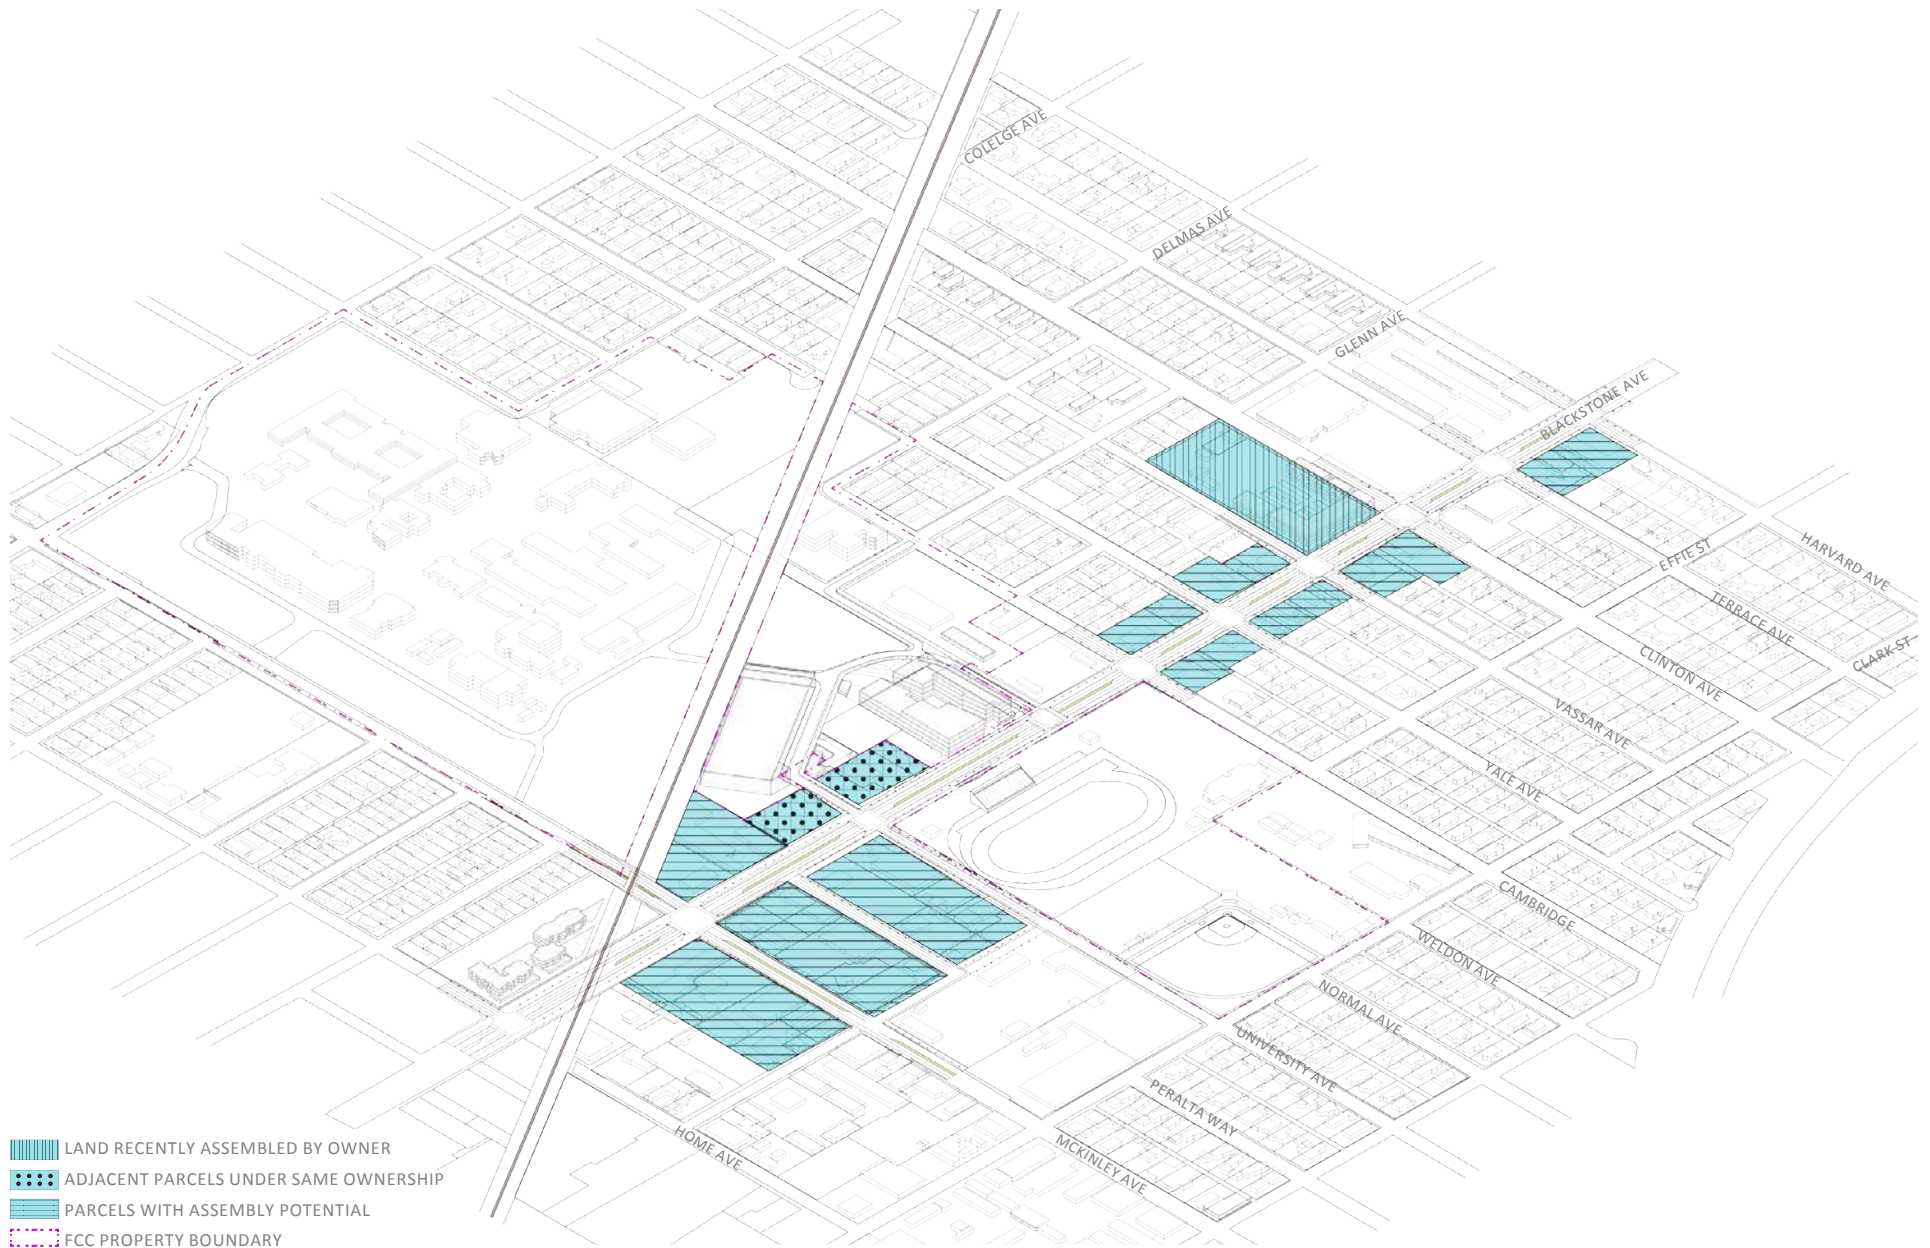 COLELGE AVE
DELMAS AVE
GLENN AVE
BLACKSTONE AVE
EFFIE ST
HARVARD AVE
TERRACE AVE
CLARK ST
CLINTON AVE
VASSAR AVE
YALE AVE
CAMBRIDGE
WELDON AVE
NORMAL AVE
UNIVERSITY AVE
PERALTA WAY
MCKINLEY AVE
HOME AVE
LAND RECENTLY ASSEMBLED BY OWNER
ADJACENT PARCELS UNDER SAME OWNERSHIP
PARCELS WITH ASSEMBLY POTENTIAL
FCC PROPERTY BOUNDARY